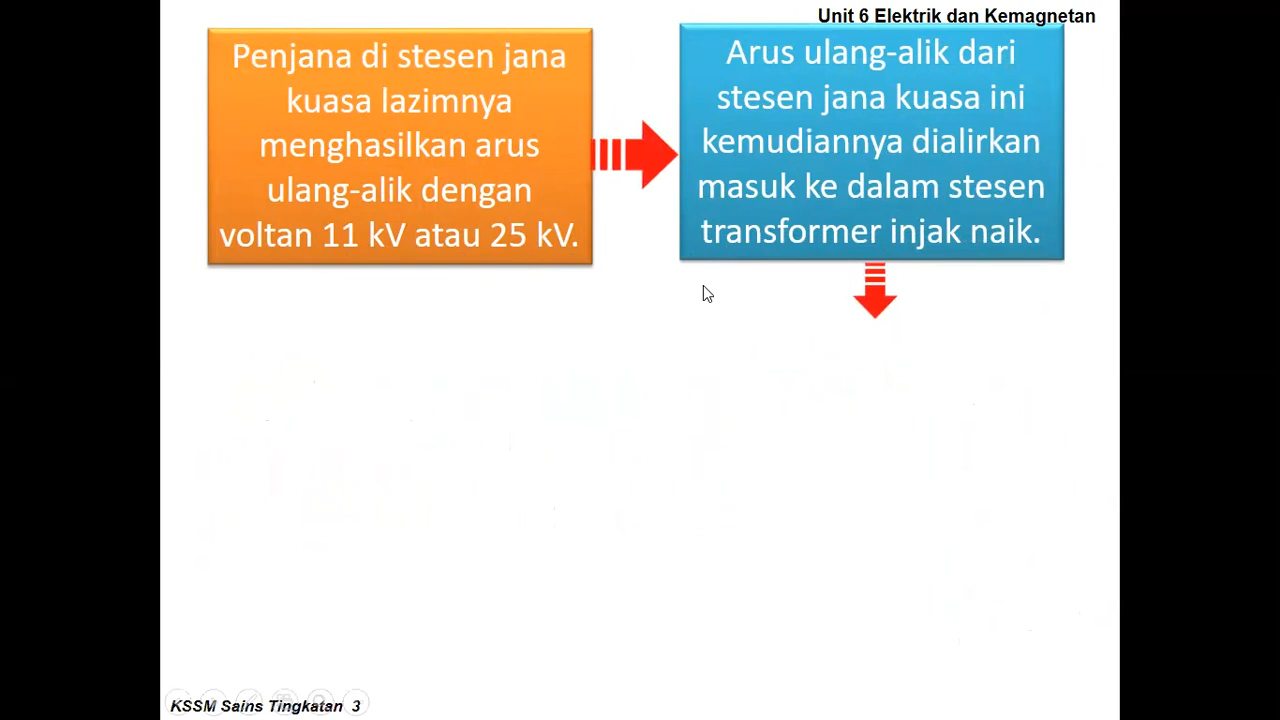 Unit 6 Elektrik dan Kemagnetan
Penjana di stesen jana
kuasa lazimnya
menghasilkan arus
ulang-alik dengan
voltan 11 kV atau 25 kV.
Arus ulang-alik dari
stesen jana kuasa ini
kemudiannya dialirkan
masuk ke dalam stesen
transformer injak naik.
KSSM Sains Tingkatan 3